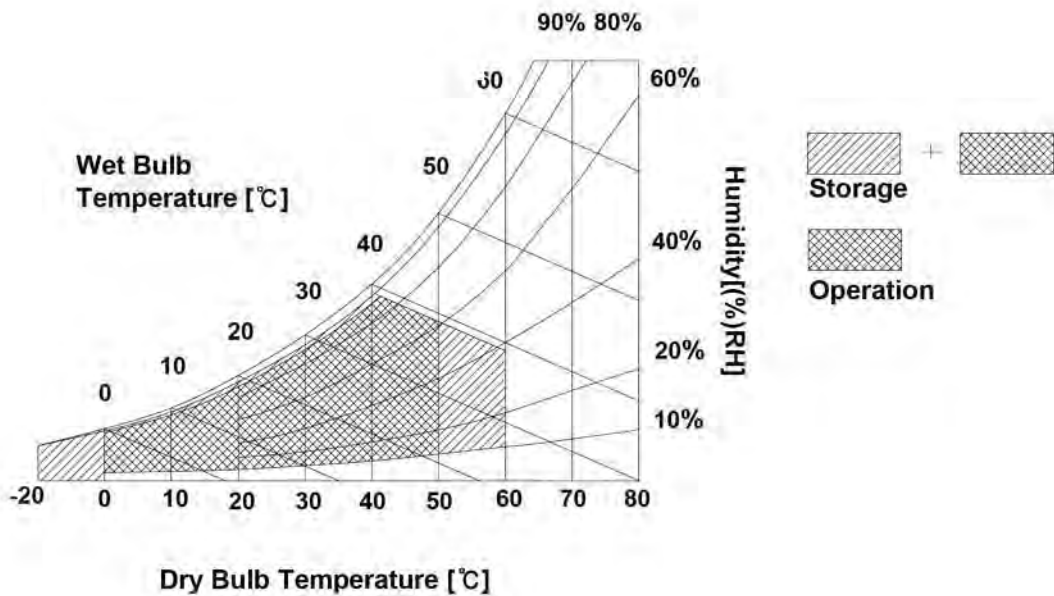 90% 80%
60
60%
50
Wet Bulb
Temperature [℃]
40
40%
30
20
20%
10
10%
0
-20 0 10 20 30 40 50 60 70 80
Dry Bulb Temperature [℃]
Humidity[(%)RH]
+
Storage
Operation